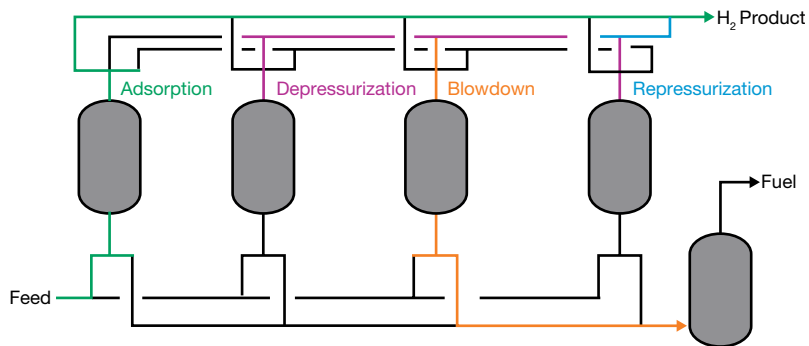 H₂ Product
Adsorption
Depressurization
Blowdown
Repressurization
Fuel
Feed